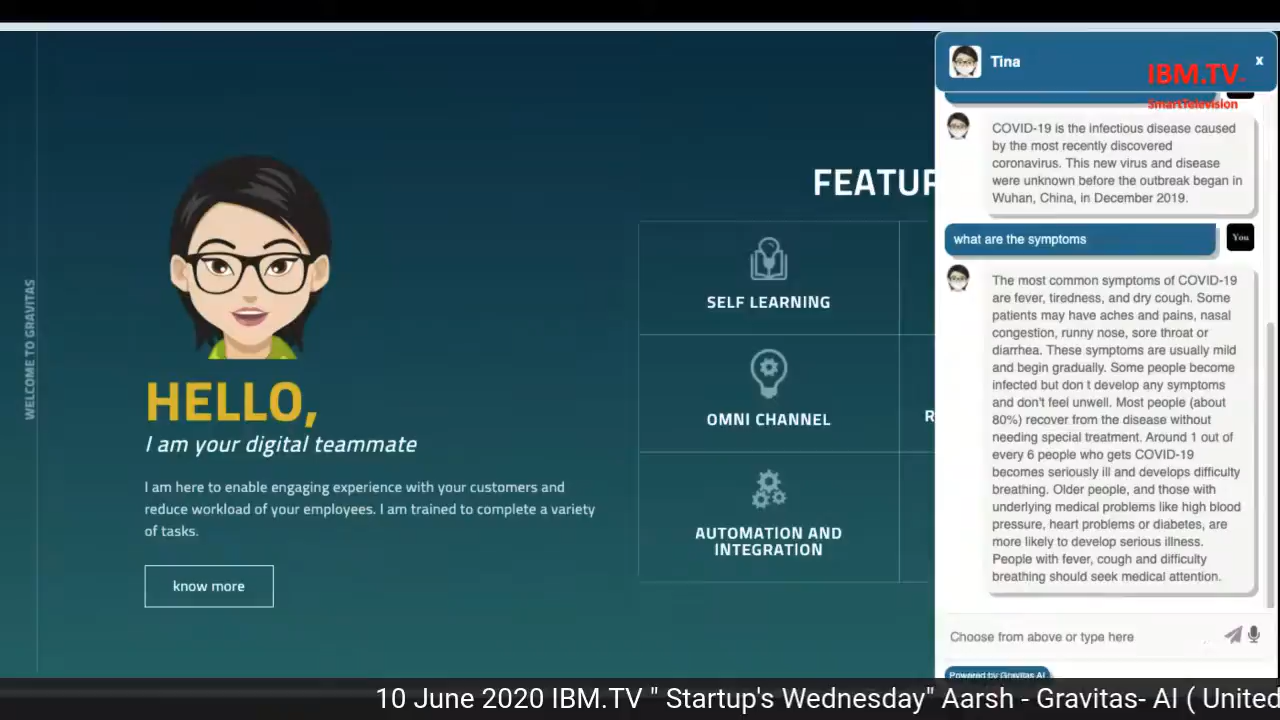 WELCOME TO GRAVITAS
HELLO,
I am your digital teammate
I am here to enable engaging experience with your customers and
reduce workload of your employees. I am trained to complete a variety
of tasks.
know more
FEATUR
SELF LEARNING
OMNI CHANNEL
R
AUTOMATION AND
INTEGRATION
Tina
x
IBM.TV
SmartTelevision
COVID-19 is the infectious disease caused
by the most recently discovered
coronavirus. This new virus and disease
were unknown before the outbreak began in
Wuhan, China, in December 2019.
what are the symptoms
You
The most common symptoms of COVID-19
are fever, tiredness, and dry cough. Some
patients may have aches and pains, nasal
congestion, runny nose, sore throat or
diarrhea. These symptoms are usually mild
and begin gradually. Some people become
infected but don t develop any symptoms
and don't feel unwell. Most people (about
80%) recover from the disease without
needing special treatment. Around 1 out of
every 6 people who gets COVID-19
becomes seriously ill and develops difficulty
breathing. Older people, and those with
underlying medical problems like high blood
pressure, heart problems or diabetes, are
more likely to develop serious illness.
People with fever, cough and difficulty
breathing should seek medical attention.
Choose from above or type here
Powered by Gravitas AI
10 June 2020 IBM.TV " Startup's Wednesday" Aarsh - Gravitas- AI ( United